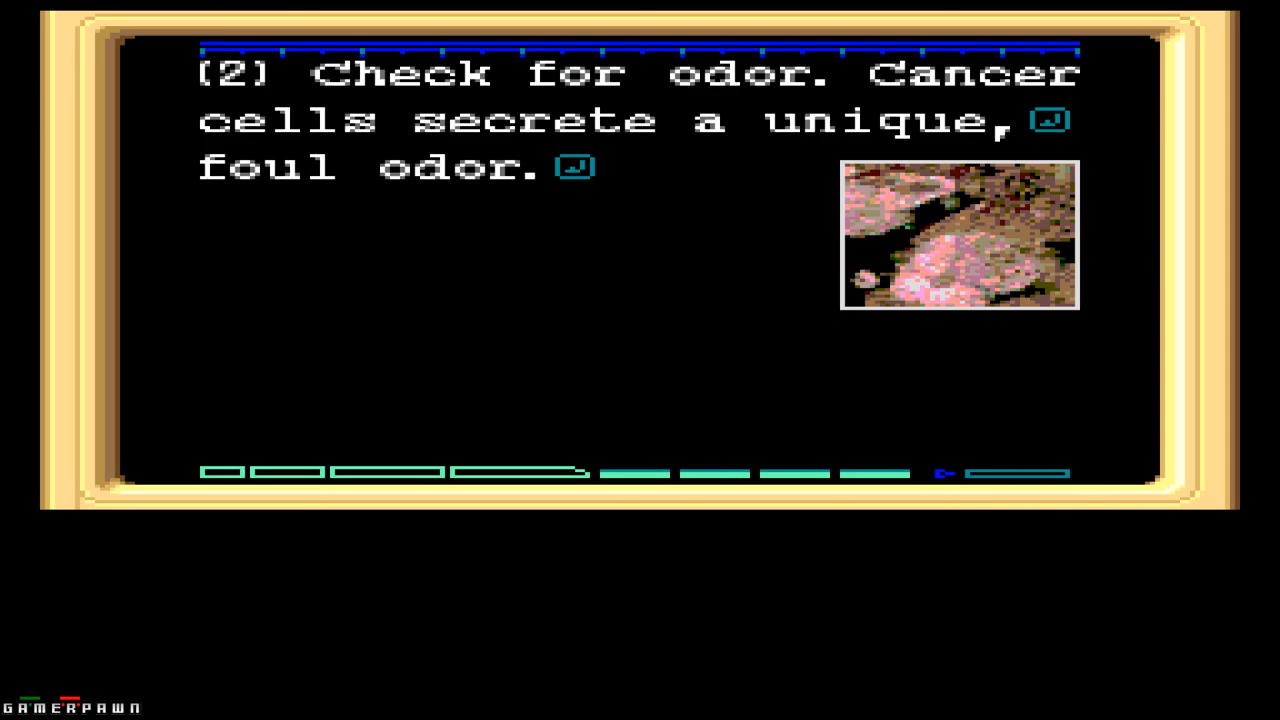 (2) Check for odor. Cancer
cells secrete a unique,
foul odor.
GAMERPAWN